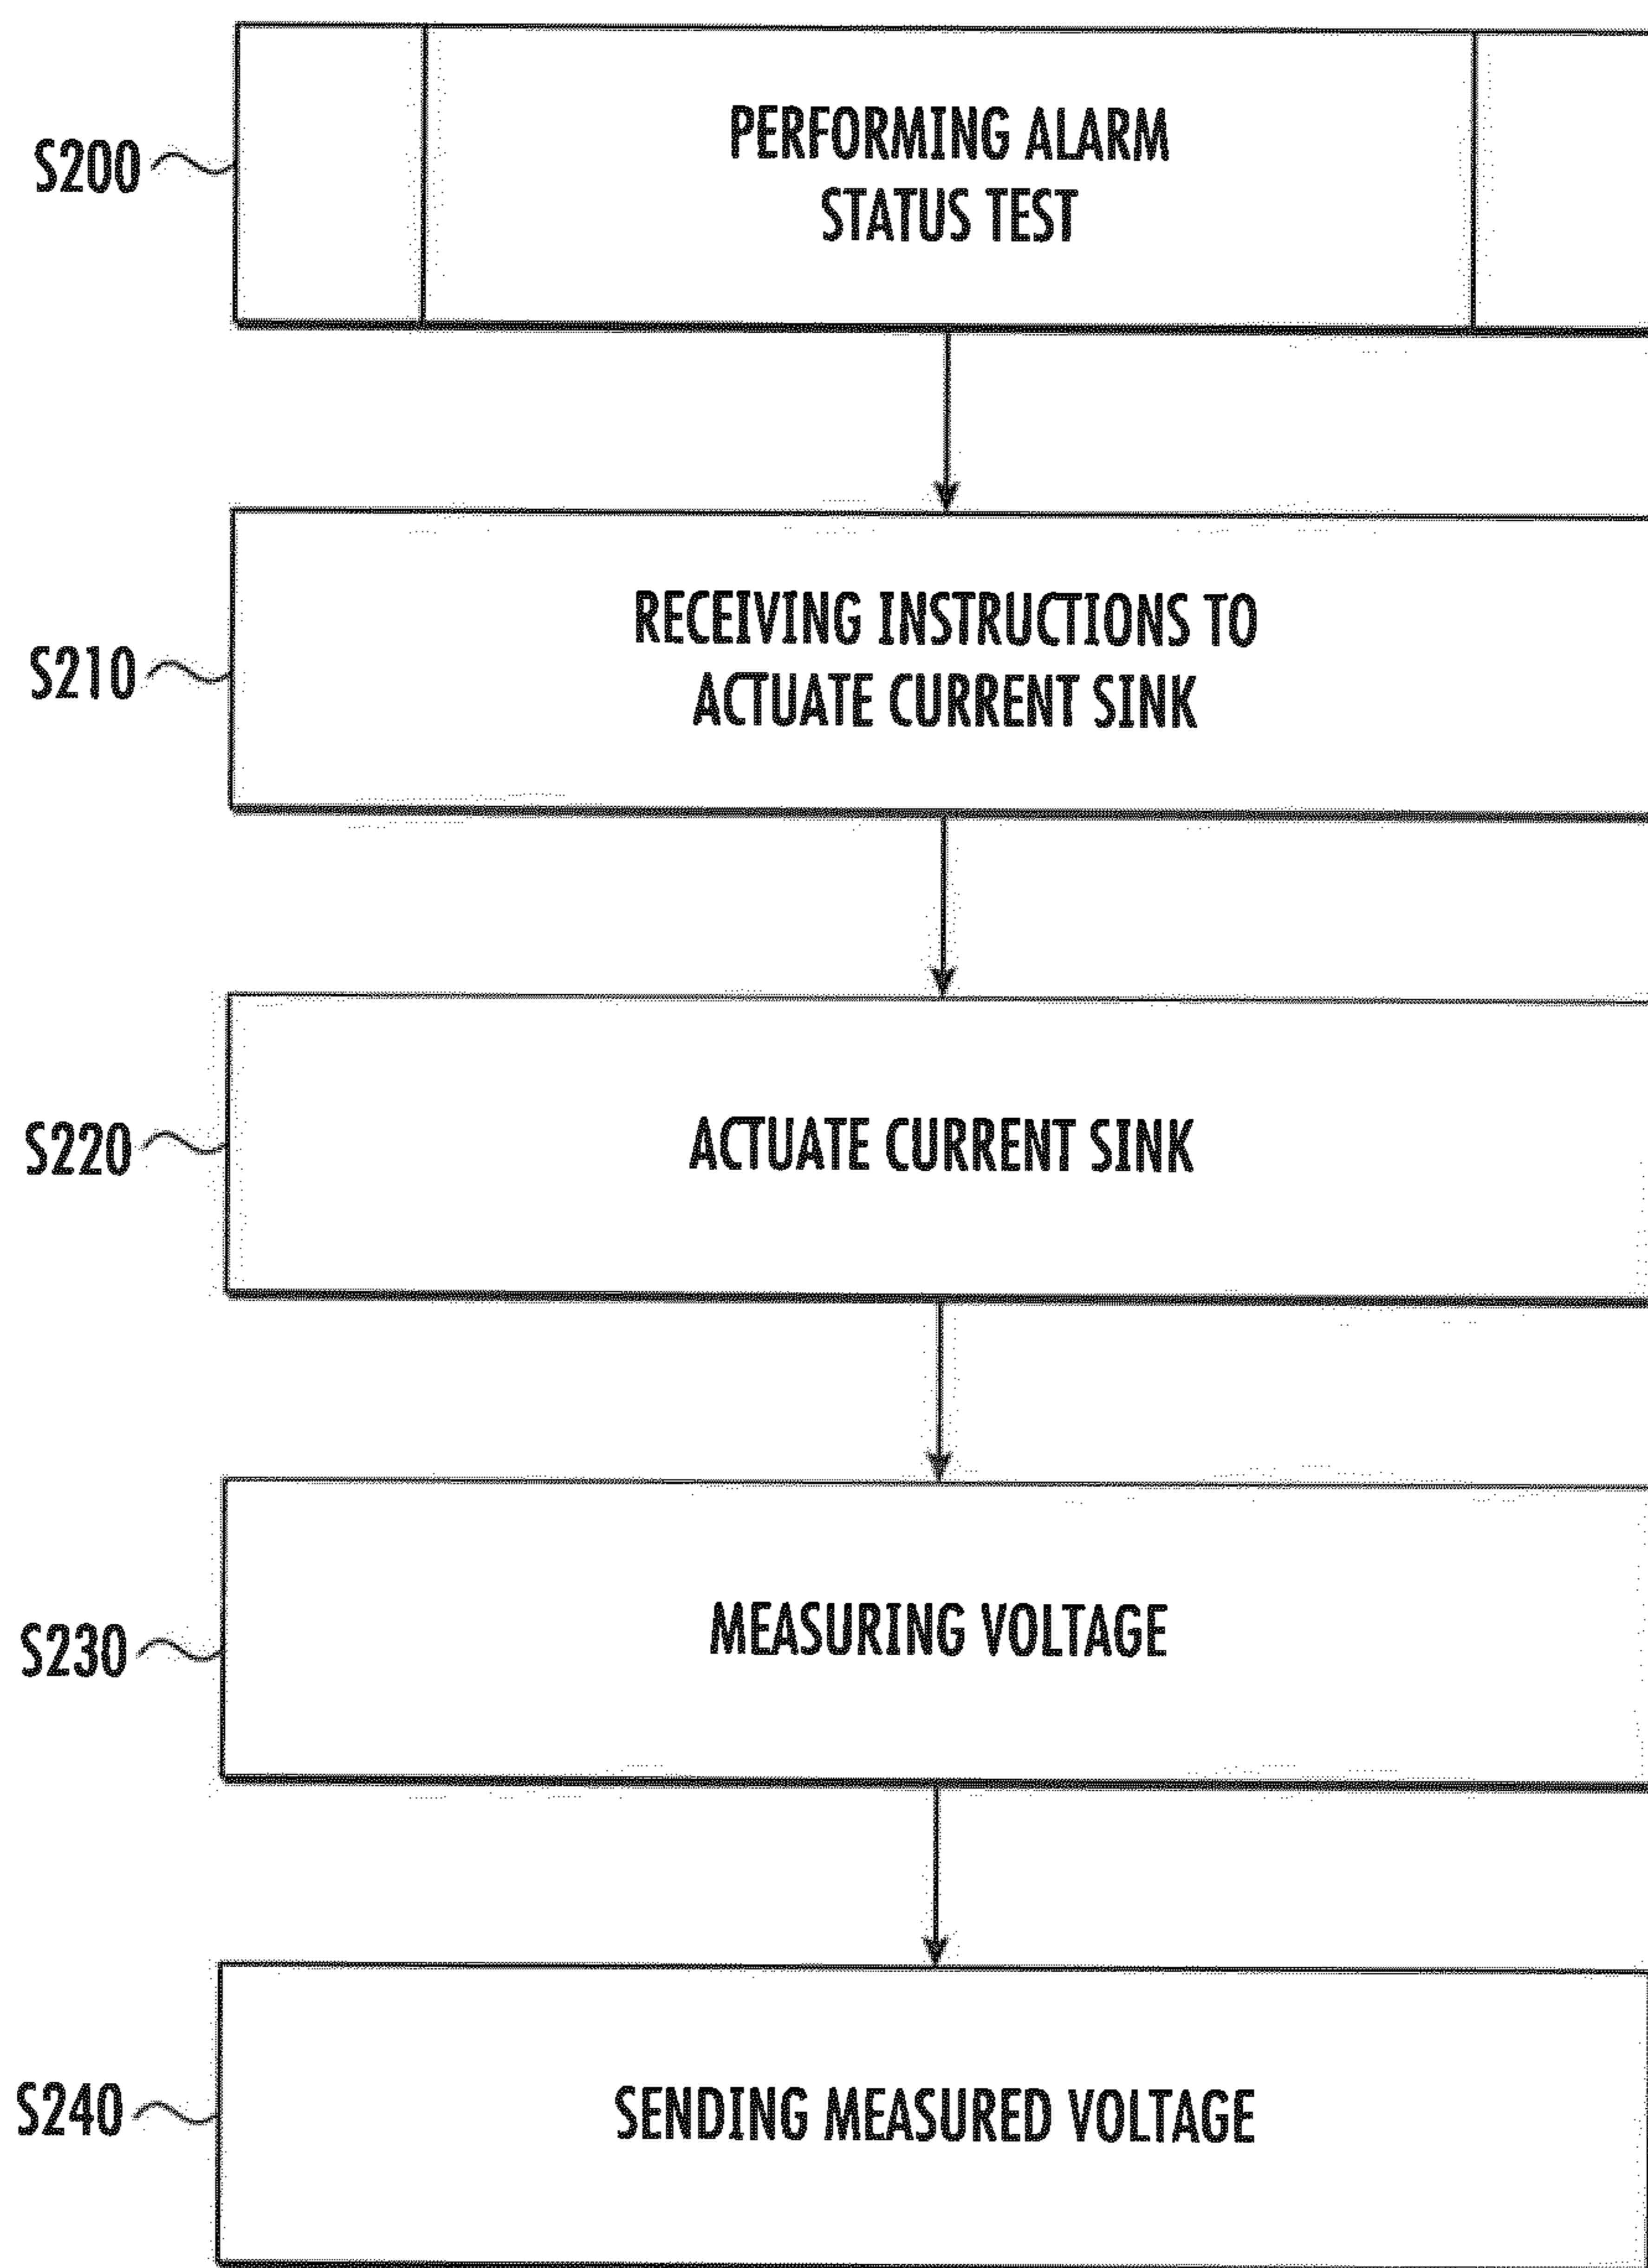 S200
PERFORMING ALARM
STATUS TEST
S210
RECEIVING INSTRUCTIONS TO
ACTUATE CURRENT SINK
S220
ACTUATE CURRENT SINK
S230
MEASURING VOLTAGE
S240
SENDING MEASURED VOLTAGE